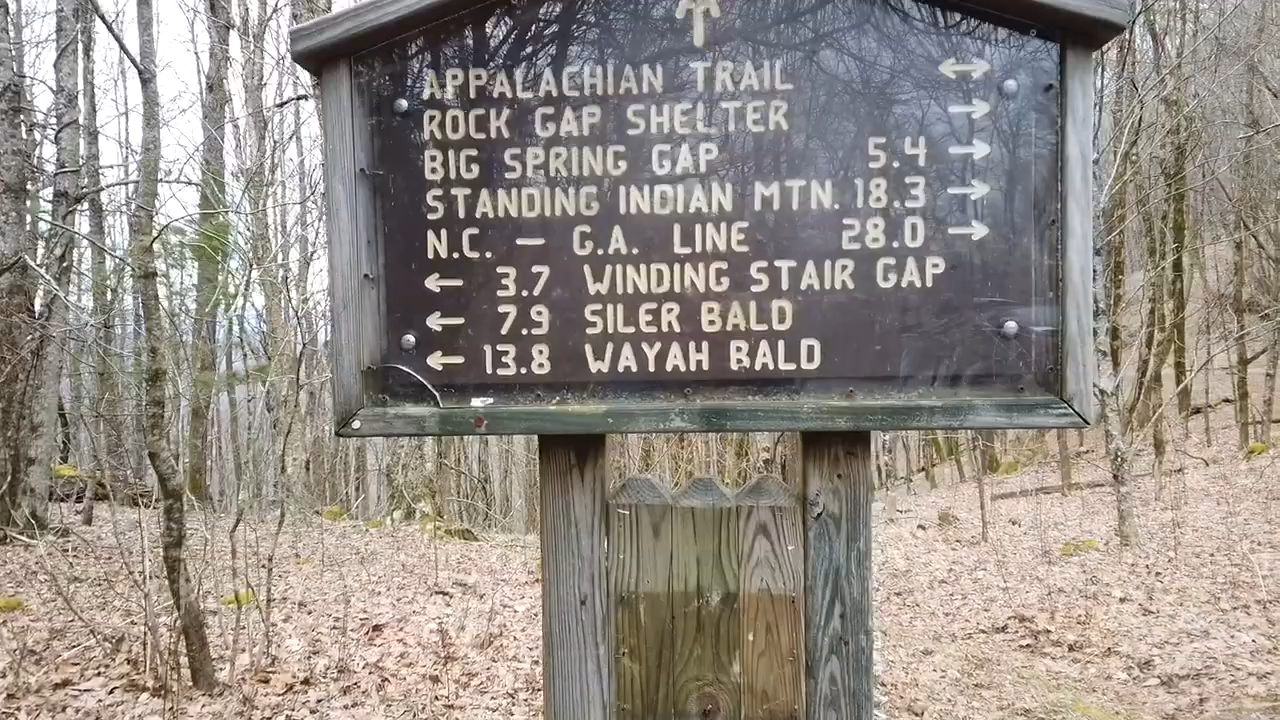 APPALACHIAN TRAIL ↔
ROCK GAP SHELTER →
BIG SPRING GAP 5.4 →
STANDING INDIAN MTN. 18.3 →
N.C. – G.A. LINE 28.0 →
← 3.7 WINDING STAIR GAP
← 7.9 SILER BALD
← 13.8 WAYAH BALD